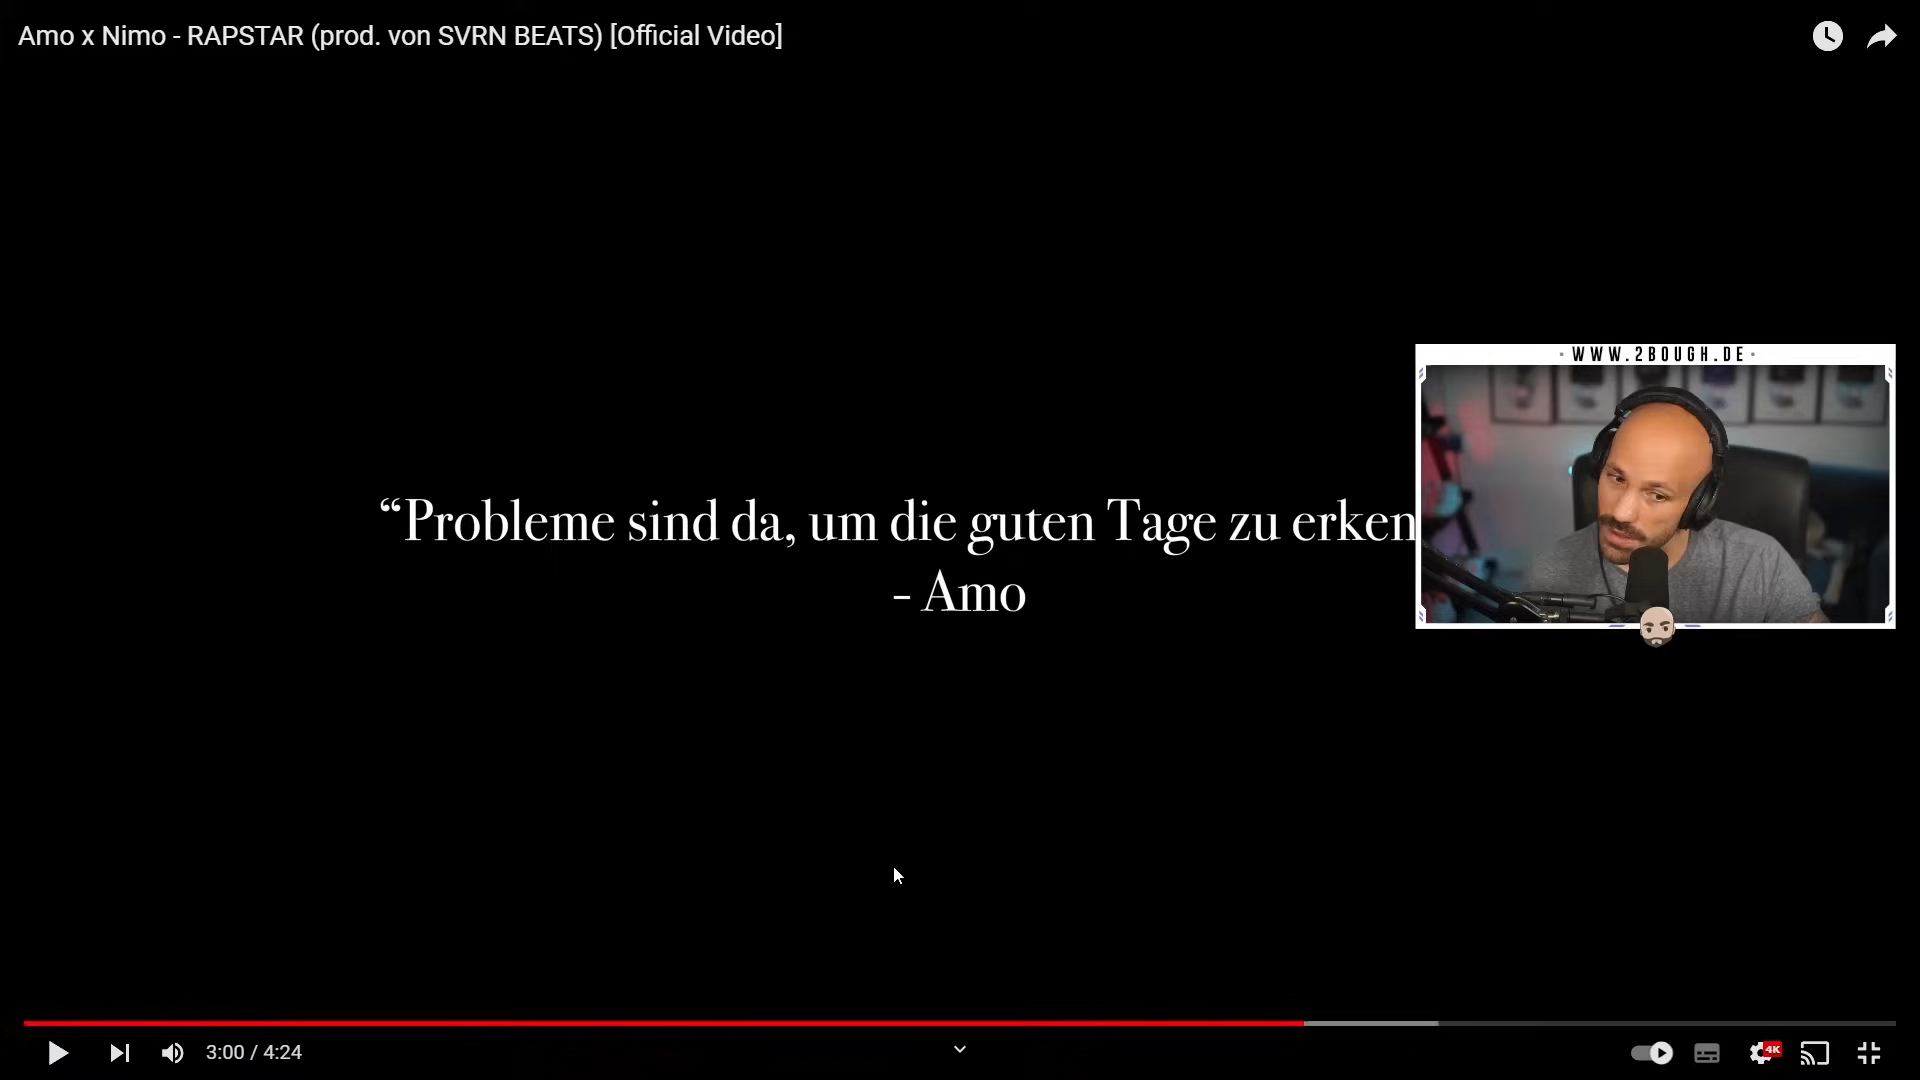 Amo x Nimo - RAPSTAR (prod. von SVRN BEATS) [Official Video]
WWW.2BOUGH.DE
“Probleme sind da, um die guten Tage zu erken
- Amo
3:00 / 4:24
4K